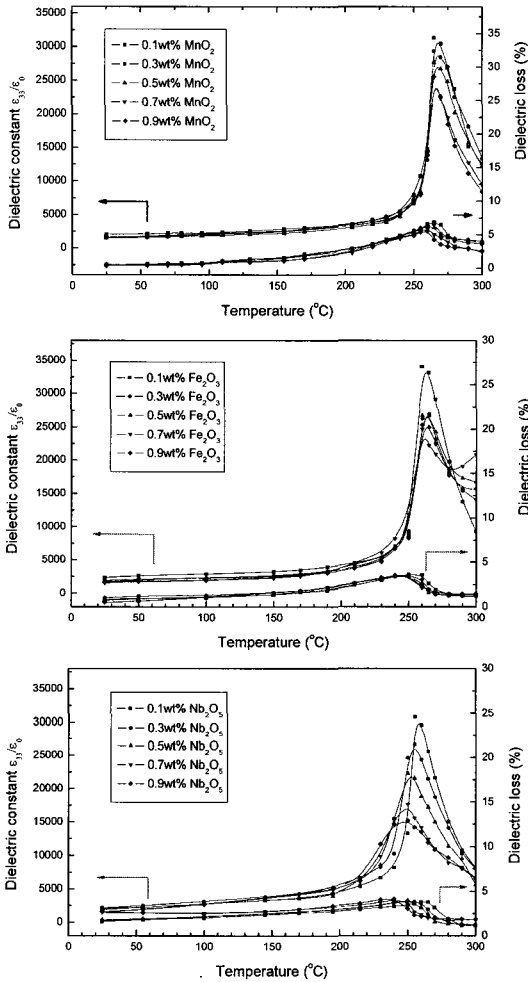 Dielectric constant ε33/ε0
35000
30000
25000
20000
15000
10000
5000
0
0.1wt% MnO2
0.3wt% MnO2
0.5wt% MnO2
0.7wt% MnO2
0.9wt% MnO2
35
30
25
20
15
10
5
0
Dielectric loss (%)
0 50 100 150 200 250 300
Temperature (°C)
Dielectric constant ε33/ε0
35000
30000
25000
20000
15000
10000
5000
0
0.1wt% Fe2O3
0.3wt% Fe2O3
0.5wt% Fe2O3
0.7wt% Fe2O3
0.9wt% Fe2O3
30
25
20
15
10
5
0
Dielectric loss (%)
0 50 100 150 200 250 300
Temperature (°C)
Dielectric constant ε33/ε0
35000
30000
25000
20000
15000
10000
5000
0
0.1wt% Nb2O5
0.3wt% Nb2O5
0.5wt% Nb2O5
0.7wt% Nb2O5
0.9wt% Nb2O5
30
25
20
15
10
5
0
Dielectric loss (%)
0 50 100 150 200 250 300
Temperature (°C)